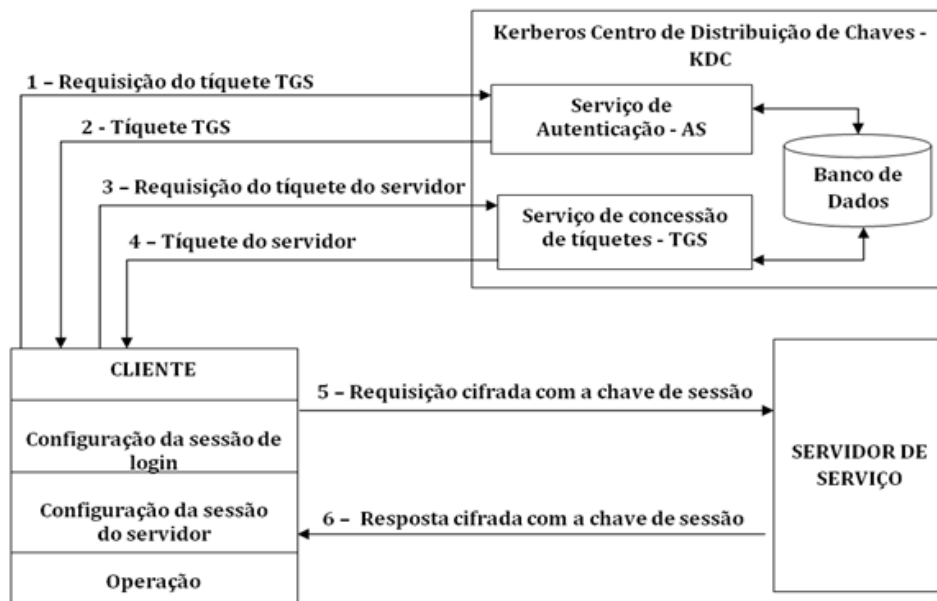 Kerberos Centro de Distribuição de Chaves -
KDC
1 – Requisição do tíquete TGS
Serviço de
Autenticação - AS
2 - Tíquete TGS
Banco de
Dados
3 – Requisição do tíquete do servidor
Serviço de concessão
de tíquetes - TGS
4 – Tíquete do servidor
CLIENTE
5 – Requisição cifrada com a chave de sessão
Configuração da sessão de
login
SERVIDOR DE
SERVIÇO
Configuração da sessão
do servidor
6 – Resposta cifrada com a chave de sessão
Operação